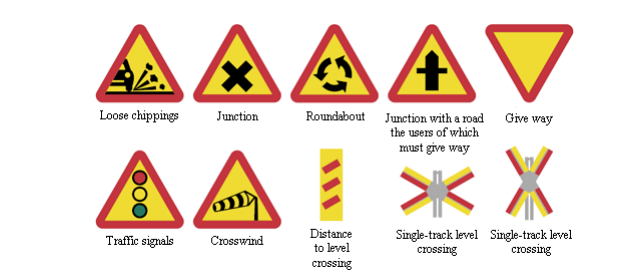 Loose chippings
Junction
Roundabout
Junction with a road
the users of which
must give way
Give way
Traffic signals
Crosswind
Distance
to level
crossing
Single-track level
crossing
Single-track level
crossing